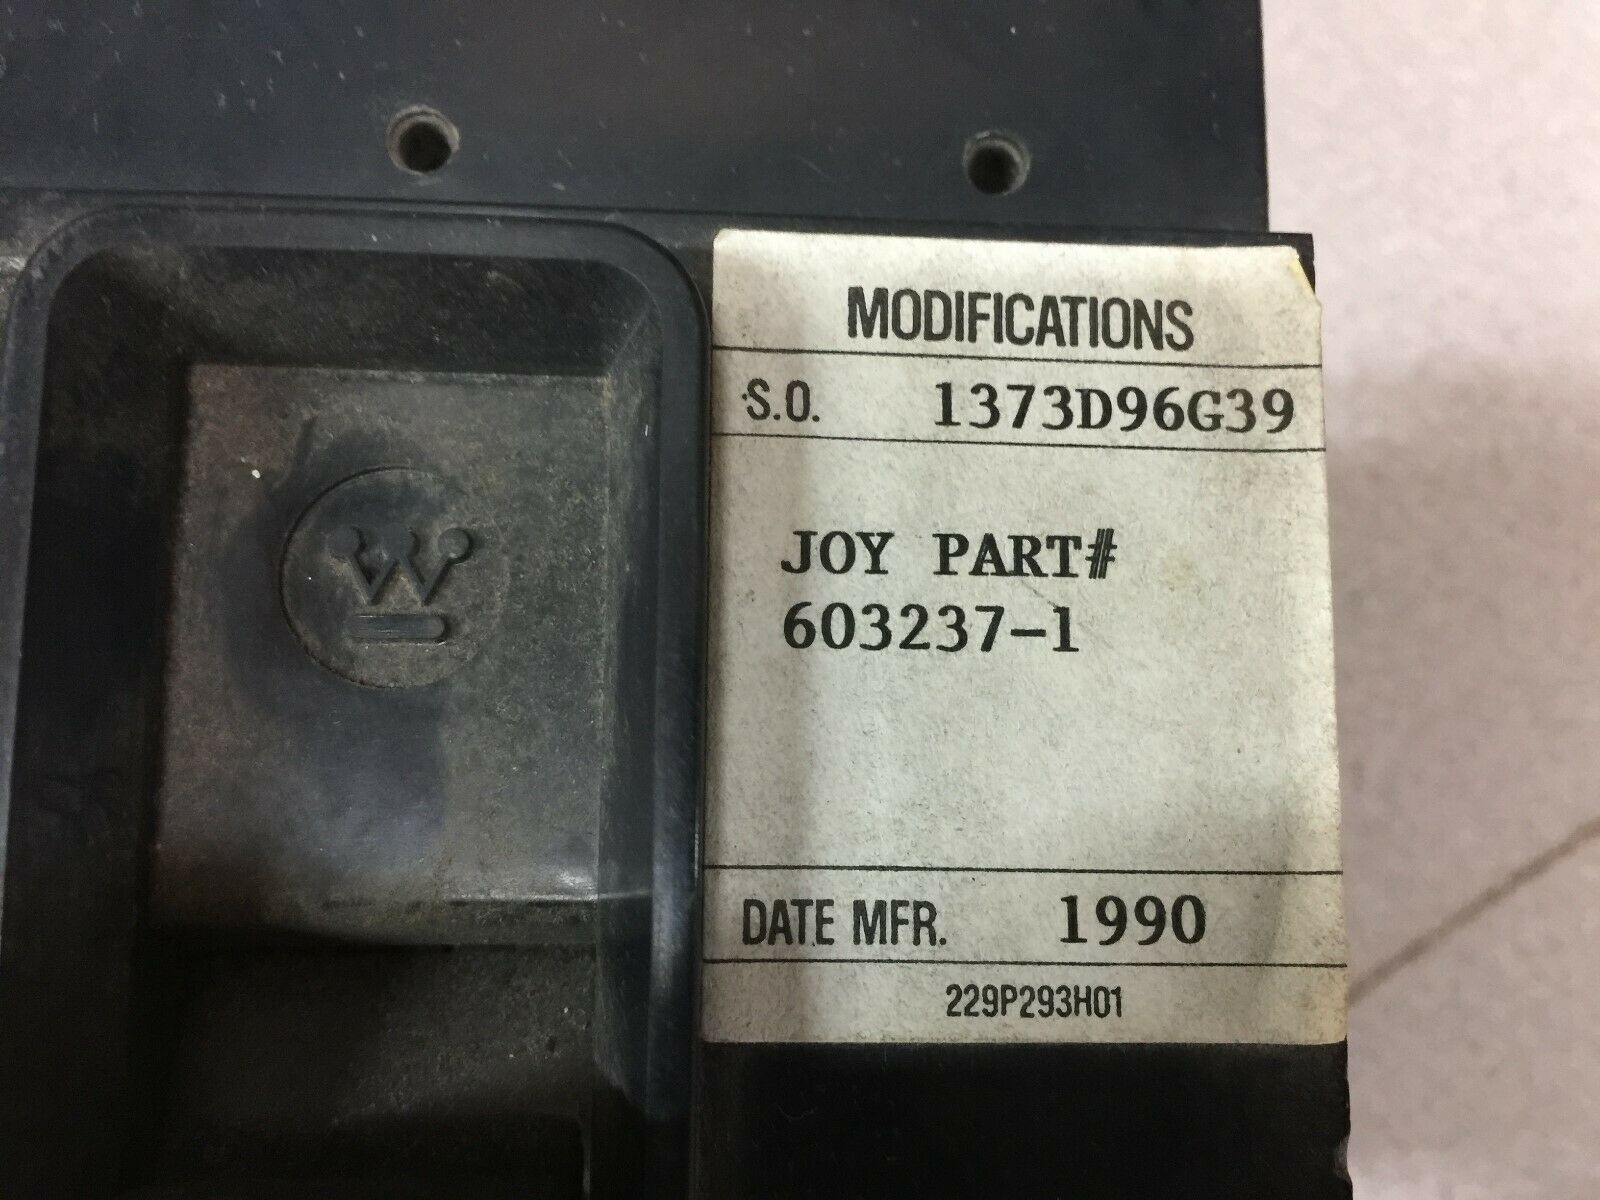 MODIFICATIONS
S.O. 1373D96G39
JOY PART#
603237-1
DATE MFR. 1990
229P293H01
W